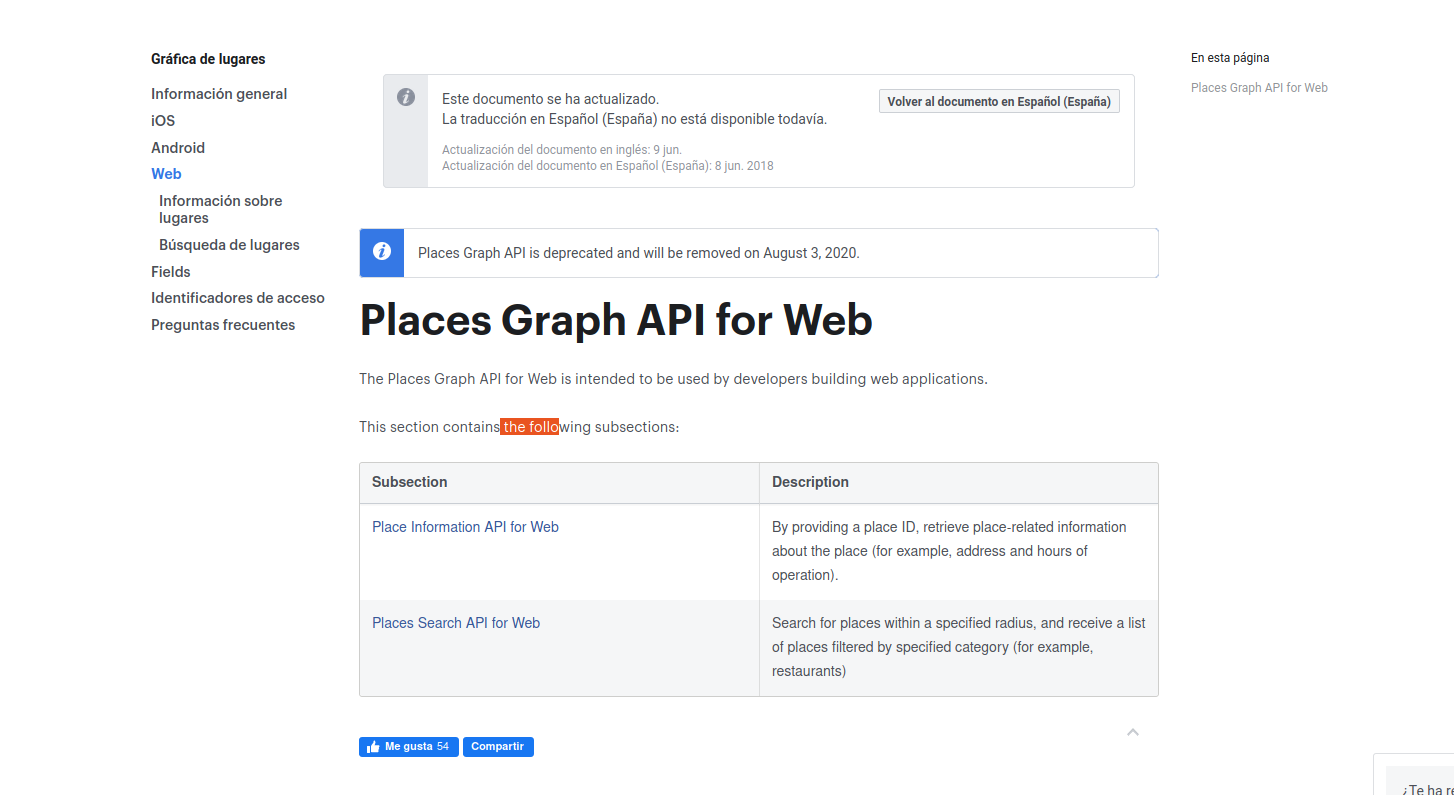 Gráfica de lugares
Información general
iOS
Android
Web
Información sobre
lugares
Búsqueda de lugares
Fields
Identificadores de acceso
Preguntas frecuentes
Este documento se ha actualizado.
La traducción en Español (España) no está disponible todavía.
Volver al documento en Español (España)
Actualización del documento en inglés: 9 jun.
Actualización del documento en Español (España): 8 jun. 2018
Places Graph API is deprecated and will be removed on August 3, 2020.
Places Graph API for Web
The Places Graph API for Web is intended to be used by developers building web applications.
This section contains the following subsections:
Subsection Description
Place Information API for Web
By providing a place ID, retrieve place-related information
about the place (for example, address and hours of
operation).
Places Search API for Web
Search for places within a specified radius, and receive a list
of places filtered by specified category (for example,
restaurants)
Me gusta 54 Compartir
En esta página
Places Graph API for Web
¿Te ha re